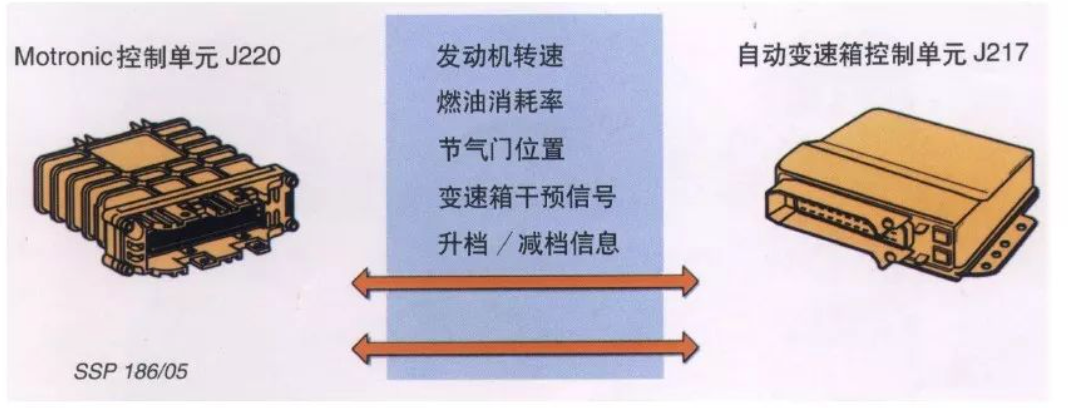 Motronic控制单元 J220
发动机转速
燃油消耗率
节气门位置
变速箱干预信号
升档/减档信息
自动变速箱控制单元 J217
SSP 186/05